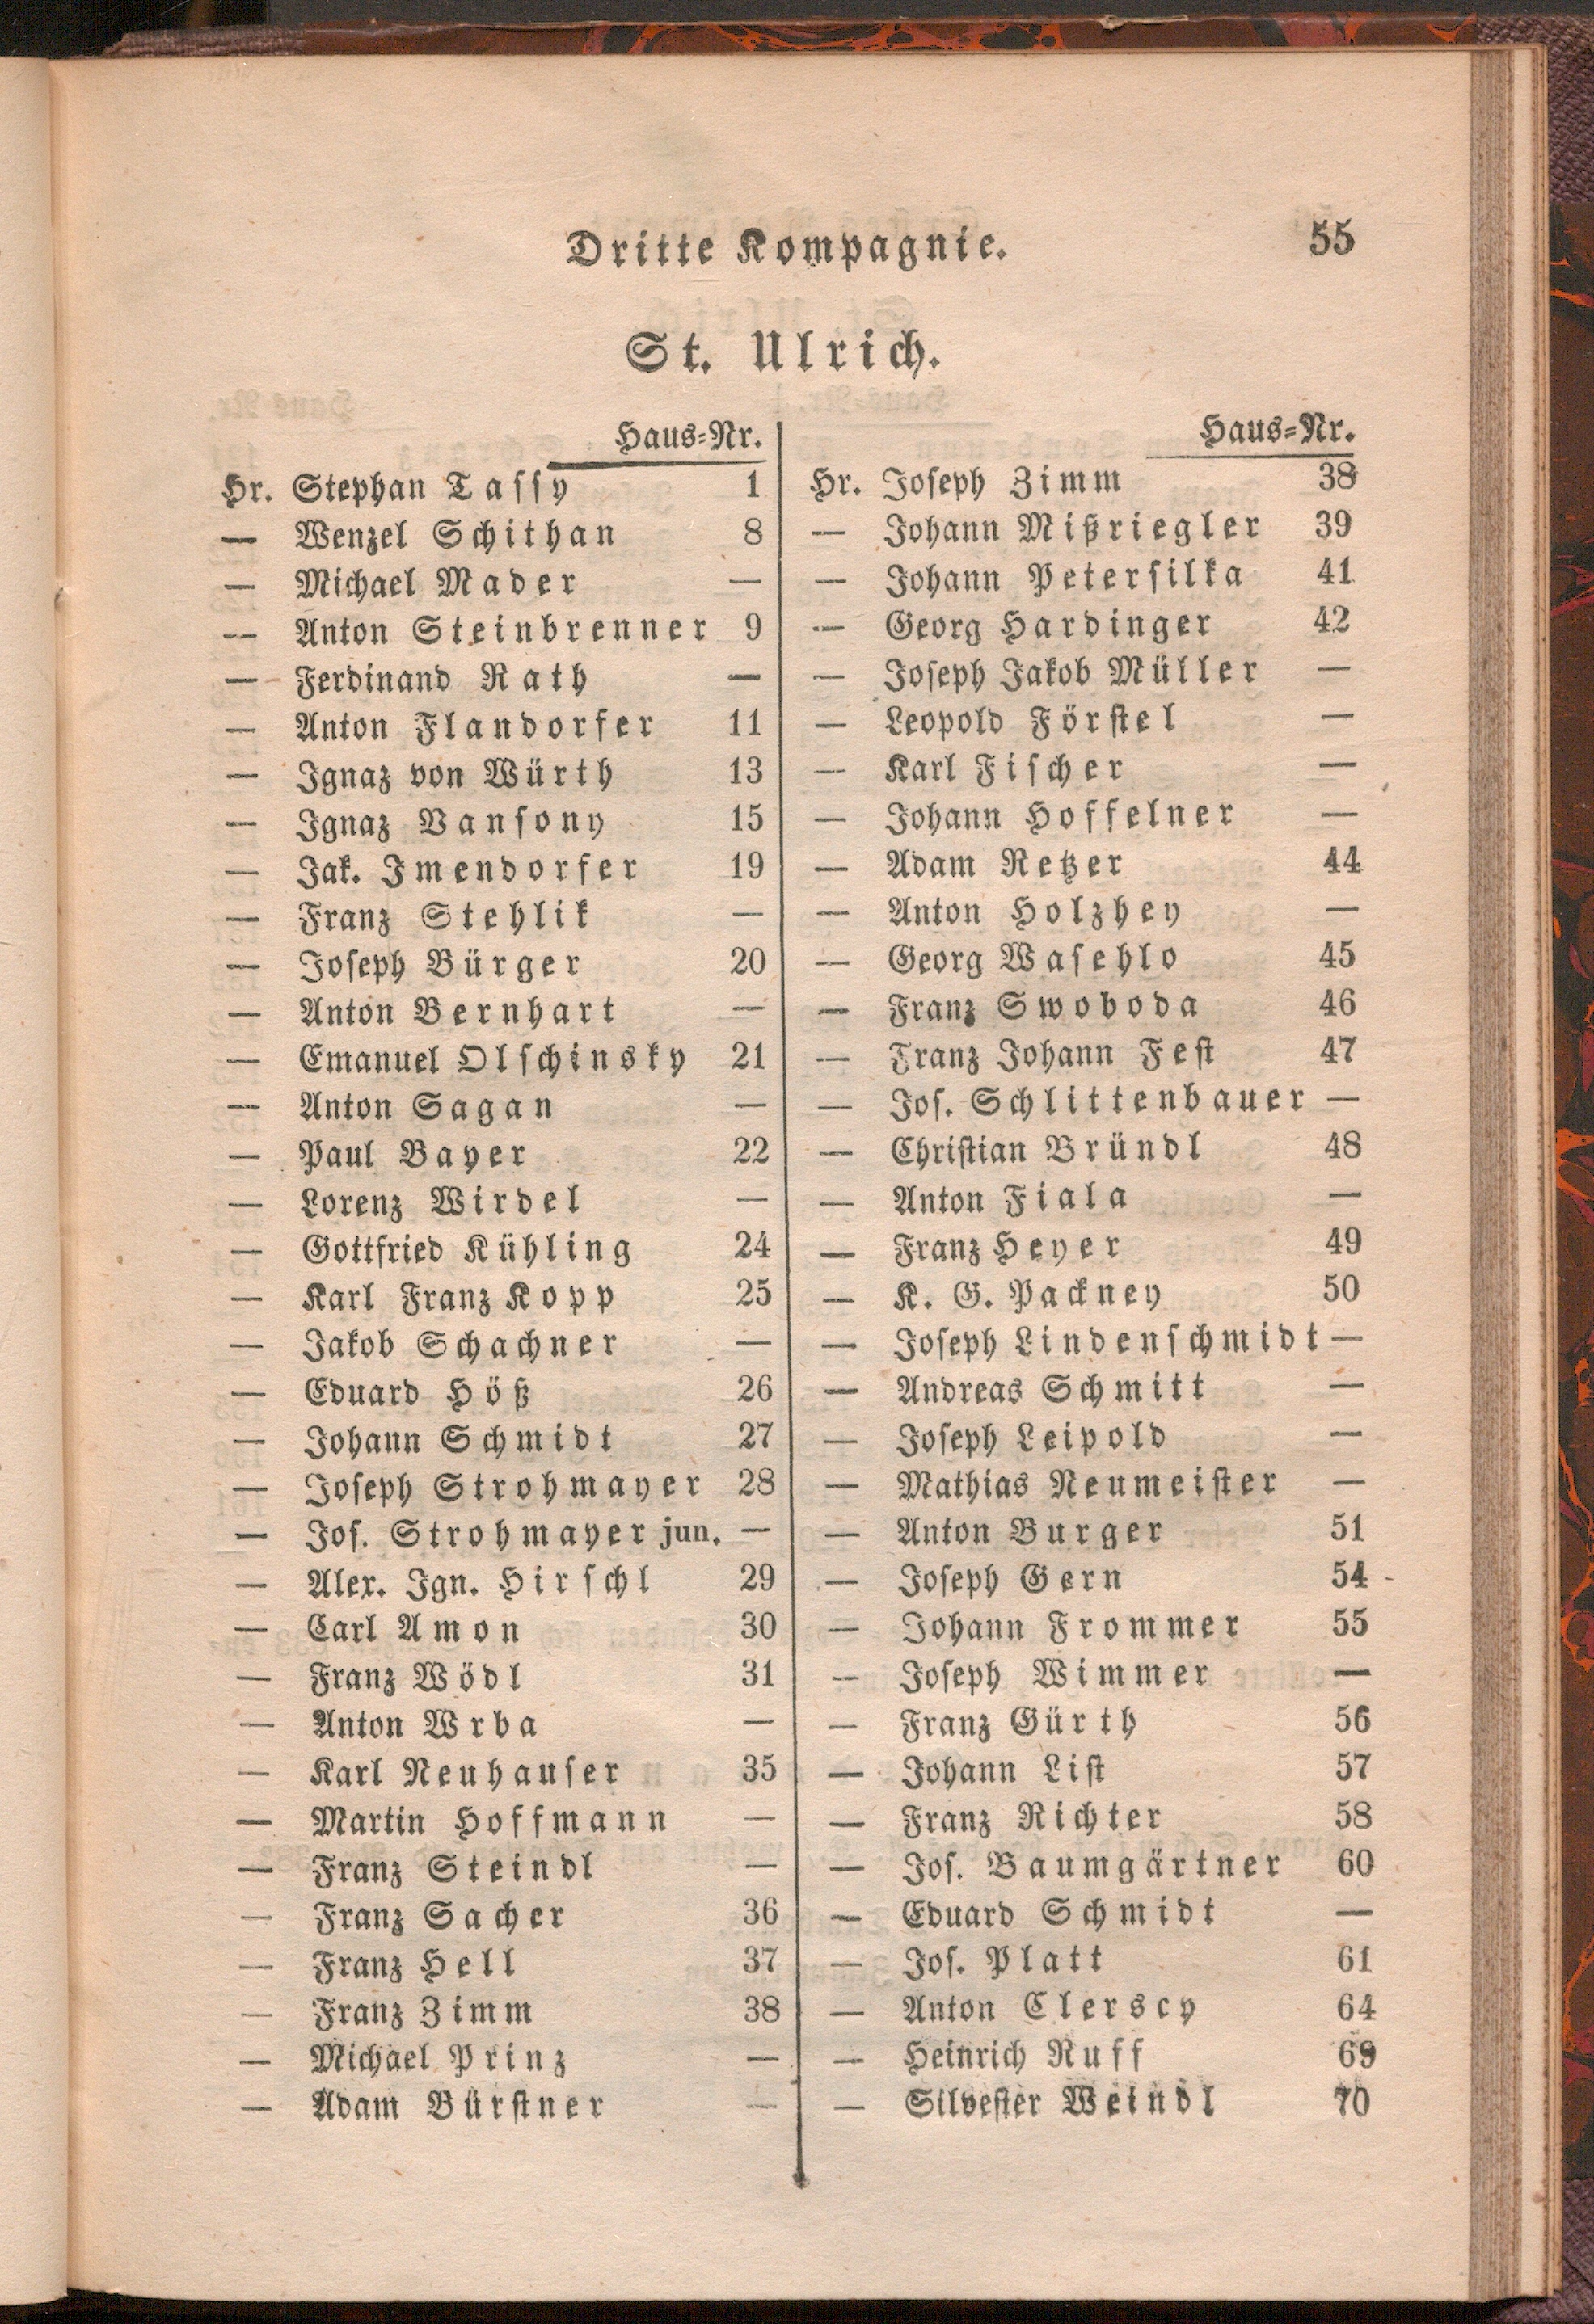 Dritte Kompagnie. 55
St. Ulrich.
Haus-Nr.
Hr. Stephan Tassy 1
— Wenzel Schithan 8
— Michael Mader —
— Anton Steinbrenner 9
— Ferdinand Rath —
— Anton Flandorfer 11
— Ignaz von Würth 13
— Ignaz Vansony 15
— Jak. Imendorfer 19
— Franz Stehlik —
— Joseph Bürger 20
— Anton Bernhart —
— Emanuel Olschinsky 21
— Anton Sagan —
— Paul Bayer 22
— Lorenz Wirdel —
— Gottfried Kühling 24
— Karl Franz Kopp 25
— Jakob Schachner —
— Eduard Höß 26
— Johann Schmidt 27
— Joseph Strohmayer 28
— Jos. Strohmayer jun. —
— Alex. Ign. Hirschl 29
— Carl Amon 30
— Franz Wödl 31
— Anton Wrba —
— Karl Neuhauser 35
— Martin Hoffmann —
— Franz Steindl —
— Franz Sacher 36
— Franz Hell 37
— Franz Zimm 38
— Michael Prinz —
— Adam Bürstner —
Haus-Nr.
Hr. Joseph Zimm 38
— Johann Mißriegler 39
— Johann Petersilka 41
— Georg Hardinger 42
— Joseph Jakob Müller —
— Leopold Förstel —
— Karl Fischer —
— Johann Hoffelner —
— Adam Retzer 44
— Anton Holzhey —
— Georg Wasehlo 45
— Franz Swoboda 46
— Franz Johann Fest 47
— Jos. Schlittenbauer —
— Christian Bründl 48
— Anton Fiala —
— Franz Heyer 49
— K. G. Packney 50
— Joseph Lindenschmidt —
— Andreas Schmitt —
— Joseph Leipold —
— Mathias Neumeister —
— Anton Burger 51
— Joseph Gern 54
— Johann Frommer 55
— Joseph Wimmer —
— Franz Gürth 56
— Johann List 57
— Franz Richter 58
— Jos. Baumgärtner 60
— Eduard Schmidt —
— Jos. Platt 61
— Anton Clerscy 64
— Heinrich Ruff 69
— Silvester Weindl 70